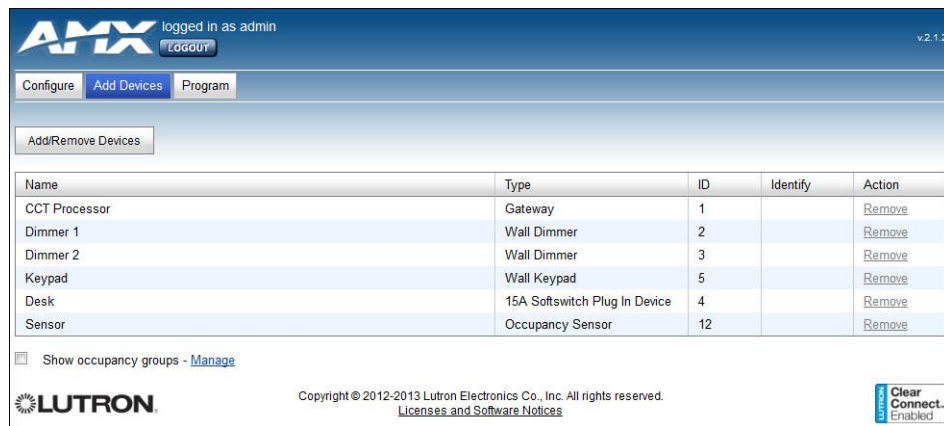 AMX
logged in as admin
LOGOUT
v.2.1.2
Configure Add Devices Program
Add/Remove Devices
Name Type ID Identify Action
CCT Processor Gateway 1 Remove
Dimmer 1 Wall Dimmer 2 Remove
Dimmer 2 Wall Dimmer 3 Remove
Keypad Wall Keypad 5 Remove
Desk 15A Softswitch Plug In Device 4 Remove
Sensor Occupancy Sensor 12 Remove
Show occupancy groups - Manage
LUTRON.
Copyright © 2012-2013 Lutron Electronics Co., Inc. All rights reserved.
Licenses and Software Notices
LUTRON
Clear
Connect..
Enabled